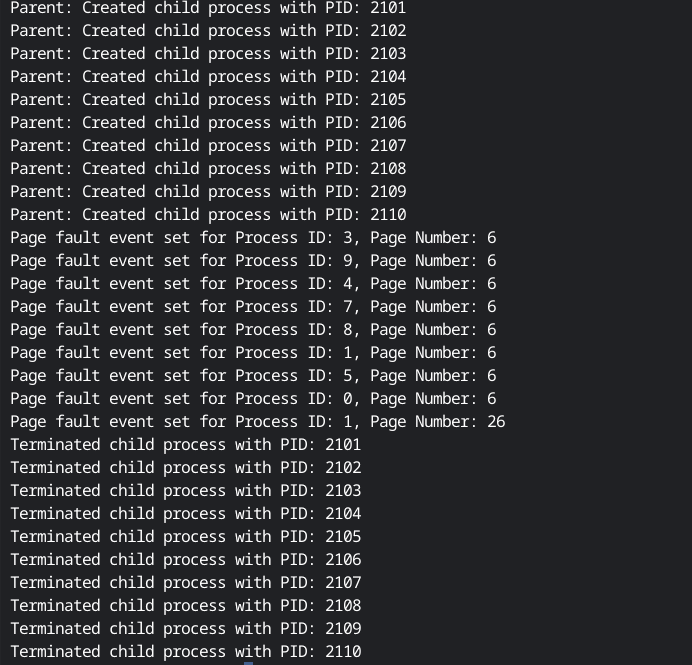 Parent: Created child process with PID: 2101
Parent: Created child process with PID: 2102
Parent: Created child process with PID: 2103
Parent: Created child process with PID: 2104
Parent: Created child process with PID: 2105
Parent: Created child process with PID: 2106
Parent: Created child process with PID: 2107
Parent: Created child process with PID: 2108
Parent: Created child process with PID: 2109
Parent: Created child process with PID: 2110
Page fault event set for Process ID: 3, Page Number: 6
Page fault event set for Process ID: 9, Page Number: 6
Page fault event set for Process ID: 4, Page Number: 6
Page fault event set for Process ID: 7, Page Number: 6
Page fault event set for Process ID: 8, Page Number: 6
Page fault event set for Process ID: 1, Page Number: 6
Page fault event set for Process ID: 5, Page Number: 6
Page fault event set for Process ID: 0, Page Number: 6
Page fault event set for Process ID: 1, Page Number: 26
Terminated child process with PID: 2101
Terminated child process with PID: 2102
Terminated child process with PID: 2103
Terminated child process with PID: 2104
Terminated child process with PID: 2105
Terminated child process with PID: 2106
Terminated child process with PID: 2107
Terminated child process with PID: 2108
Terminated child process with PID: 2109
Terminated child process with PID: 2110